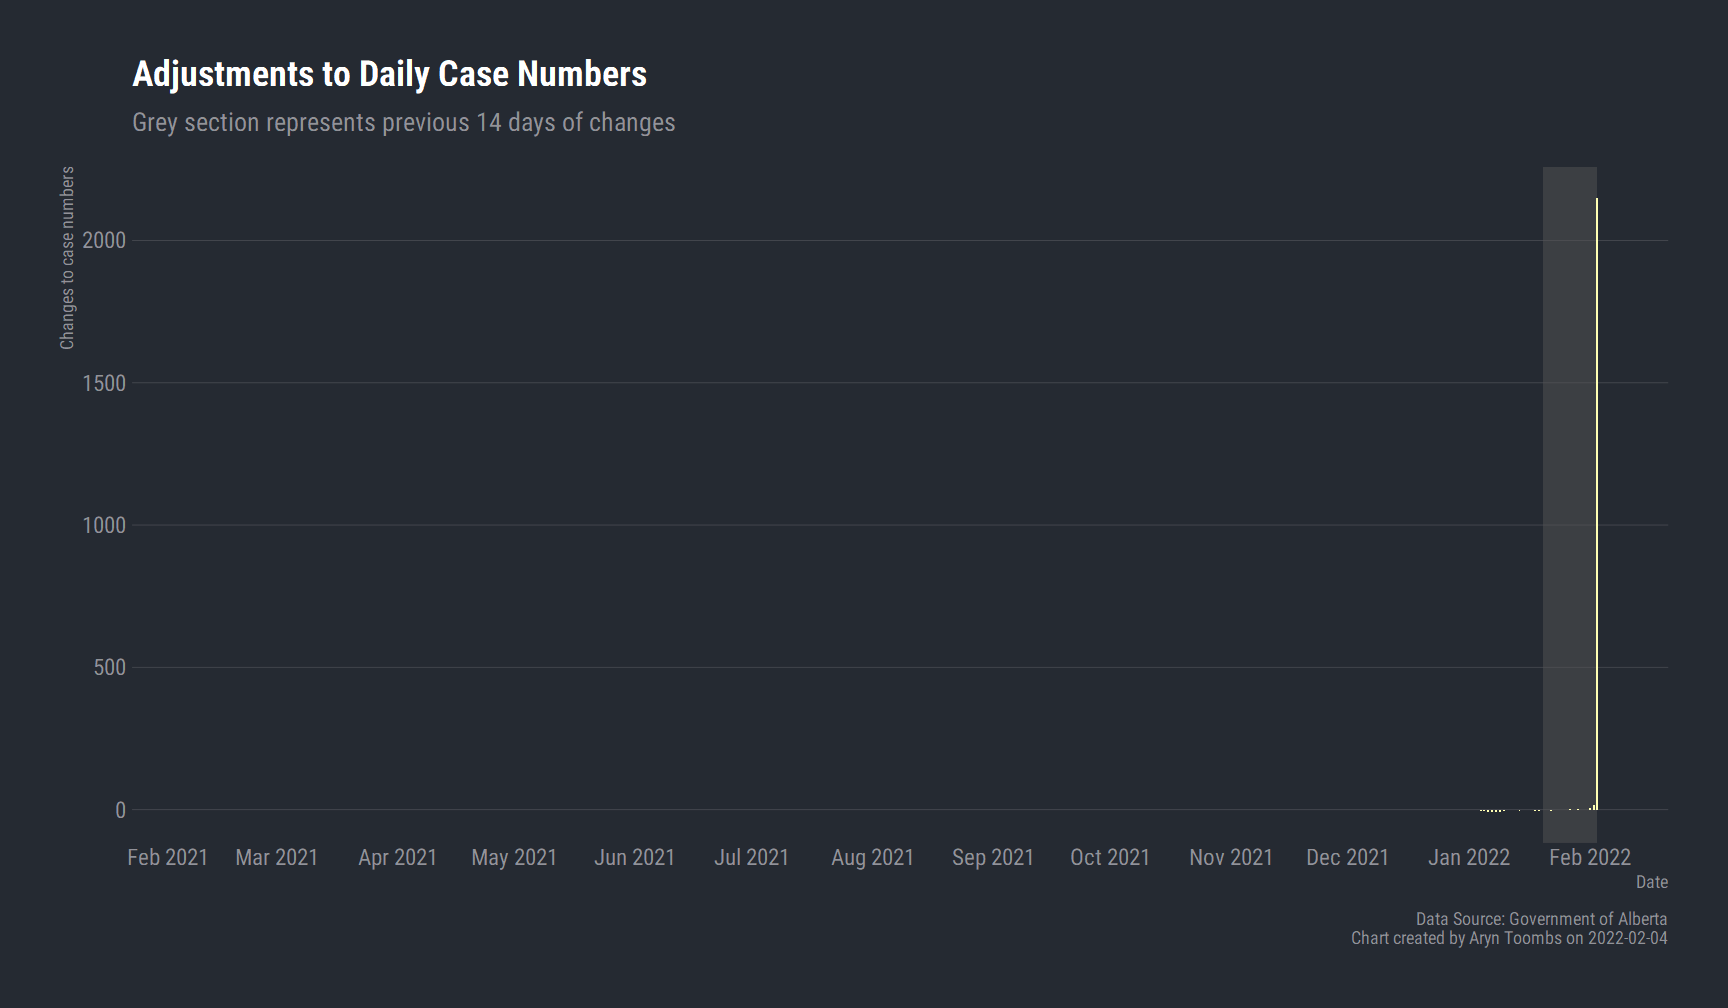 Adjustments to Daily Case Numbers
Grey section represents previous 14 days of changes
Changes to case numbers
2000
1500
1000
500
0
Feb 2021 Mar 2021 Apr 2021 May 2021 Jun 2021 Jul 2021 Aug 2021 Sep 2021 Oct 2021 Nov 2021 Dec 2021 Jan 2022 Feb 2022
Date
Data Source: Government of Alberta
Chart created by Aryn Toombs on 2022-02-04